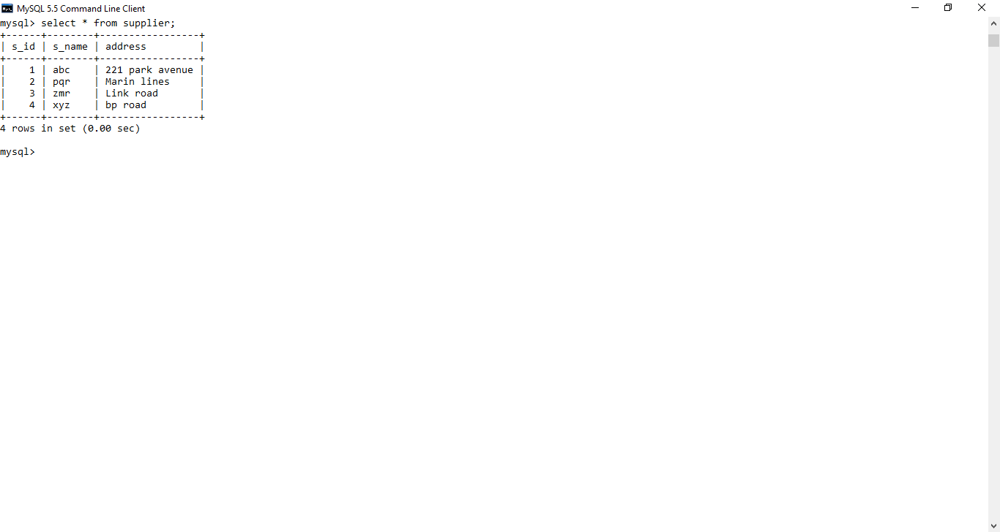 MySQL 5.5 Command Line Client
mysql> select * from supplier;
+------+--------+-----------------+
| s_id | s_name | address         |
+------+--------+-----------------+
|    1 | abc    | 221 park avenue |
|    2 | pqr    | Marin lines     |
|    3 | zmr    | Link road       |
|    4 | xyz    | bp road         |
+------+--------+-----------------+
4 rows in set (0.00 sec)
mysql>